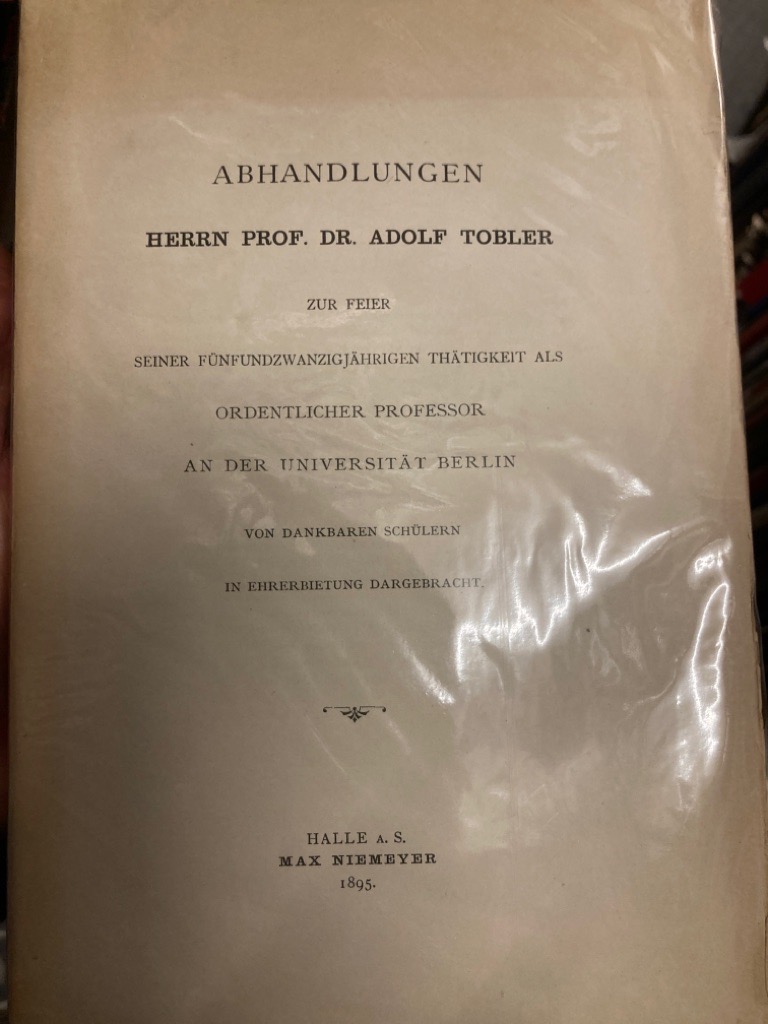 ABHANDLUNGEN
HERRN PROF. DR. ADOLF TOBLER
ZUR FEIER
SEINER FÜNFUNDZWANZIGJÄHRIGEN THÄTIGKEIT ALS
ORDENTLICHER PROFESSOR
AN DER UNIVERSITÄT BERLIN
VON DANKBAREN SCHÜLERN
IN EHRERBIETUNG DARGEBRACHT.
HALLE A. S.
MAX NIEMEYER
1895.